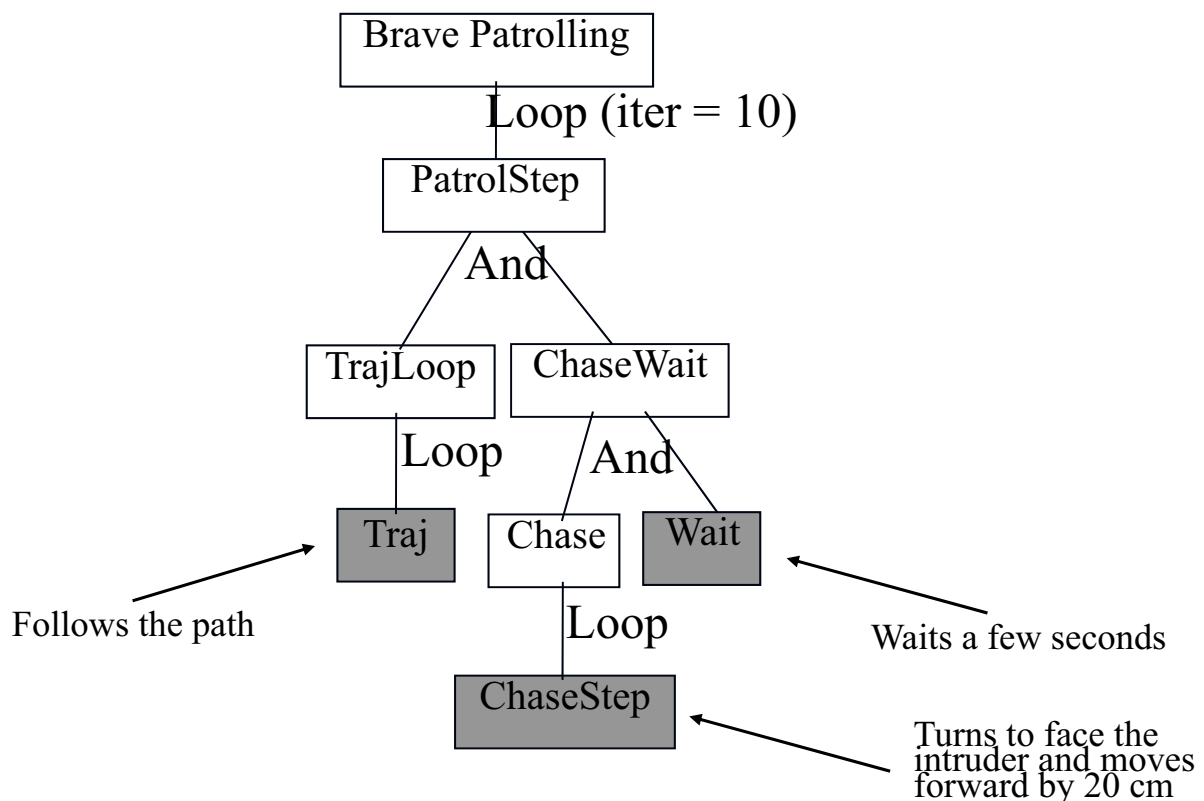 Brave Patrolling
Loop (iter = 10)
PatrolStep
And
TrajLoop
ChaseWait
Loop
And
Traj
Chase
Wait
Follows the path
Loop
Waits a few seconds
ChaseStep
Turns to face the
intruder and moves
forward by 20 cm